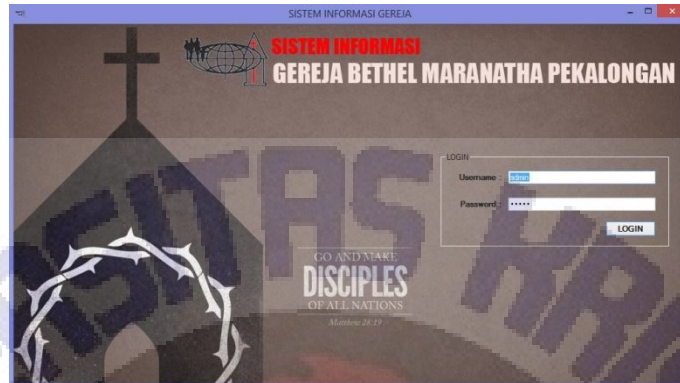 SISTEM INFORMASI GEREJA
SISTEM INFORMASI
GEREJA BETHEL MARANATHA PEKALONGAN
LOGIN
Username : admin
Password : •••••
LOGIN
GO AND MAKE
DISCIPLES
OF ALL NATIONS
Matthew 28:19